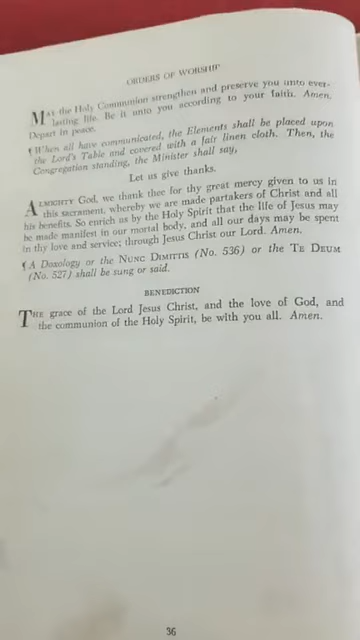 ORDERS OF WORSHIP
MAY the Holy Communion strengthen and preserve you unto ever-
lasting life. Be it unto you according to your faith. Amen.
Depart in peace.
¶ When all have communicated, the Elements shall be placed upon
the Lord's Table and covered with a fair linen cloth. Then, the
Congregation standing, the Minister shall say,
Let us give thanks.
ALMIGHTY God, we thank thee for thy great mercy given to us in
this sacrament, whereby we are made partakers of Christ and all
his benefits. So enrich us by the Holy Spirit that the life of Jesus may
be made manifest in our mortal body, and all our days may be spent
in thy love and service; through Jesus Christ our Lord. Amen.
¶ A Doxology or the NUNC DIMITTIS (No. 536) or the TE DEUM
(No. 527) shall be sung or said.
BENEDICTION
THE grace of the Lord Jesus Christ, and the love of God, and
the communion of the Holy Spirit, be with you all. Amen.
36